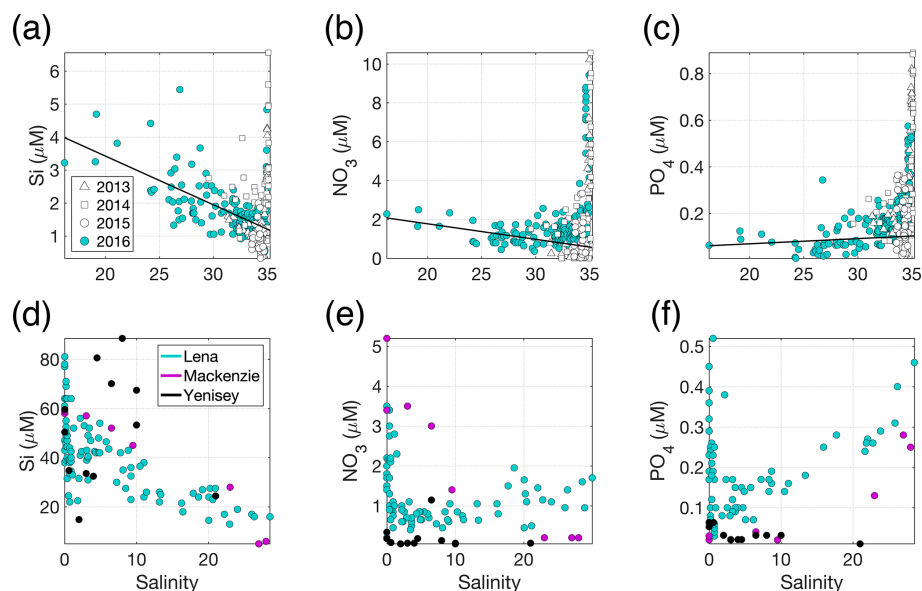 (a)
(b)
(c)
Si (μM)
6
5
4
3
2
1
2013
2014
2015
2016
20
25
30
35
Salinity
NO3 (μM)
10
8
6
4
2
0
20
25
30
35
Salinity
PO4 (μM)
0.8
0.6
0.4
0.2
20
25
30
35
Salinity
(d)
(e)
(f)
Si (μM)
80
60
40
20
Lena
Mackenzie
Yenisey
0
10
20
Salinity
NO3 (μM)
5
4
3
2
1
0
10
20
Salinity
PO4 (μM)
0.5
0.4
0.3
0.2
0.1
0
10
20
Salinity